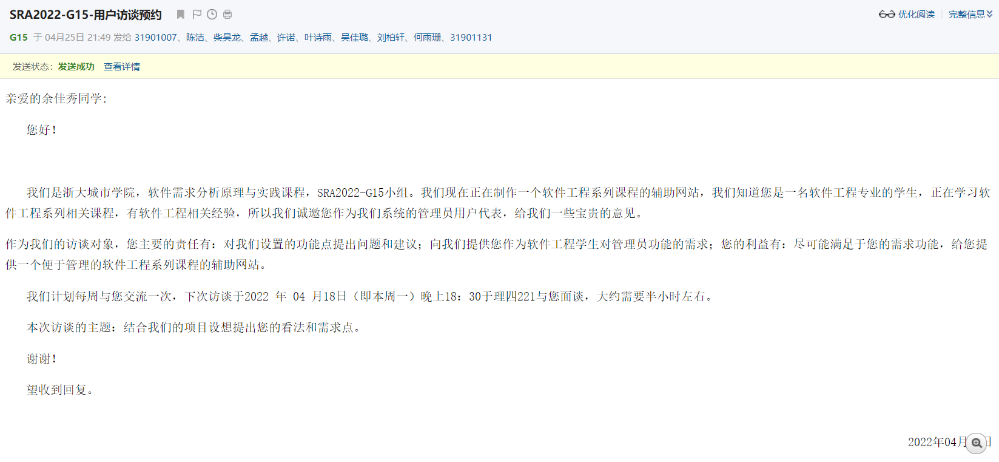 SRA2022-G15-用户访谈预约
优化阅读
完整信息
G15 于 04月25日 21:49 发给 31901007、陈洁、柴昊龙、孟越、许诺、叶诗雨、吴佳璐、刘柏轩、何雨珊、31901131
发送状态：发送成功 查看详情
亲爱的余佳秀同学：
您好！
我们是浙大城市学院，软件需求分析原理与实践课程，SRA2022-G15小组。我们现在正在制作一个软件工程系列课程的辅助网站，我们知道您是一名软件工程专业的学生，正在学习软
件工程系列相关课程，有软件工程相关经验，所以我们诚邀您作为我们系统的管理员用户代表，给我们一些宝贵的意见。
作为我们的访谈对象，您主要的责任有：对我们设置的功能点提出问题和建议；向我们提供您作为软件工程学生对管理员功能的需求；您的利益有：尽可能满足于您的需求功能，给您提
供一个便于管理的软件工程系列课程的辅助网站。
我们计划每周与您交流一次，下次访谈于2022 年 04 月18日（即本周一）晚上18：30于理四221与您面谈，大约需要半小时左右。
本次访谈的主题：结合我们的项目设想提出您的看法和需求点。
谢谢！
望收到回复。
2022年04月 日